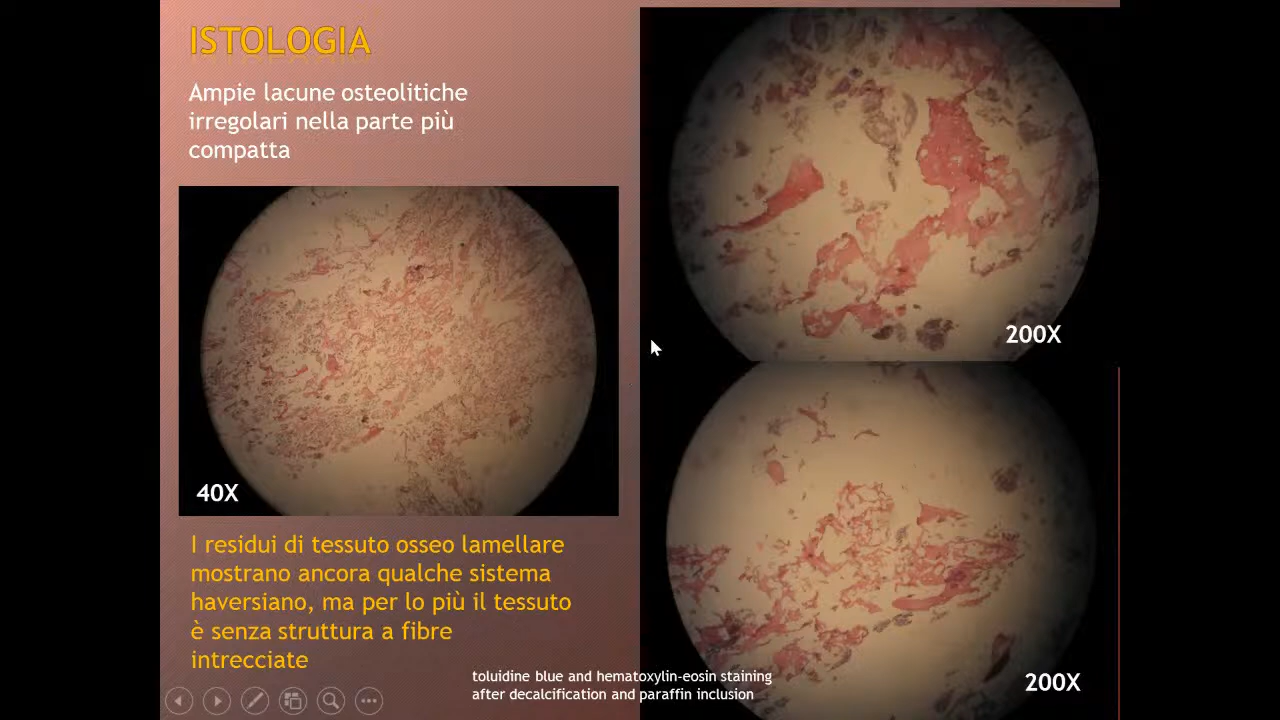 ISTOLOGIA
Ampie lacune osteolitiche
irregolari nella parte più
compatta
200X
40X
I residui di tessuto osseo lamellare
mostrano ancora qualche sistema
haversiano, ma per lo più il tessuto
è senza struttura a fibre
intrecciate
toluidine blue and hematoxylin-eosin staining
after decalcification and paraffin inclusion
200X